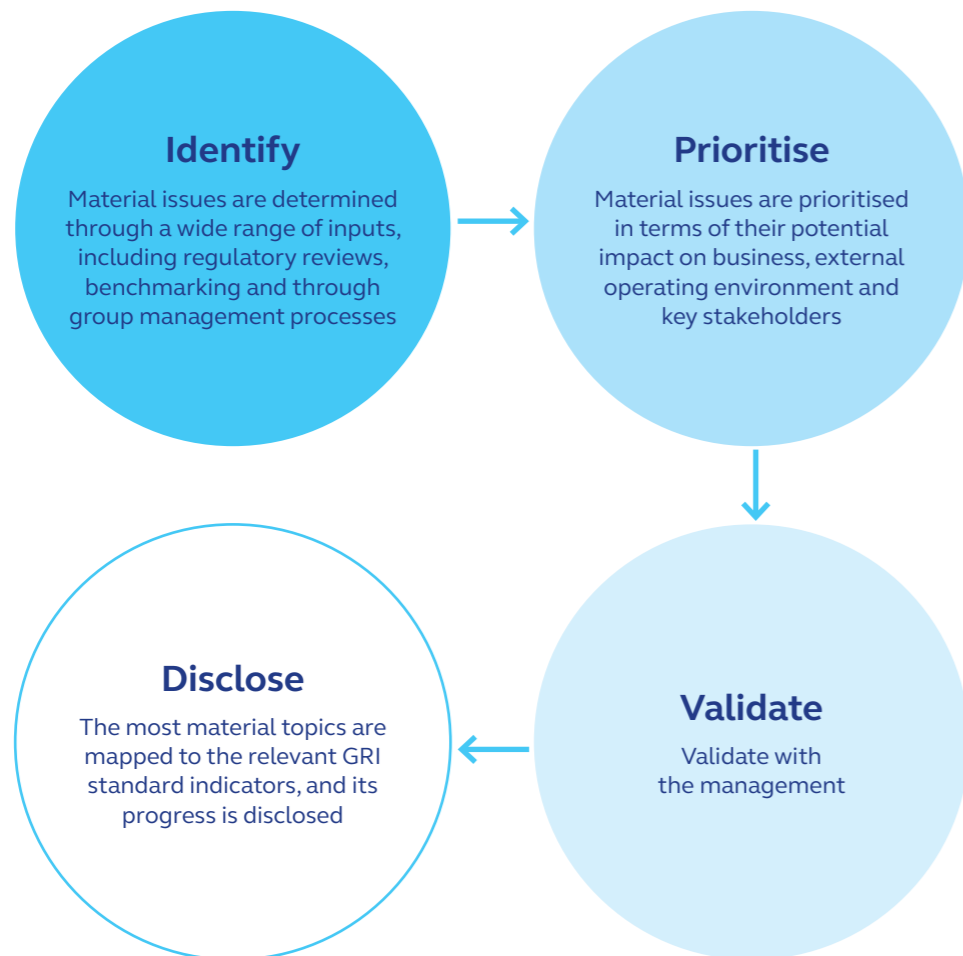 Identify
Material issues are determined
through a wide range of inputs,
including regulatory reviews,
benchmarking and through
group management processes
Prioritise
Material issues are prioritised
in terms of their potential
impact on business, external
operating environment and
key stakeholders
Disclose
The most material topics are
mapped to the relevant GRI
standard indicators, and its
progress is disclosed
Validate
Validate with
the management